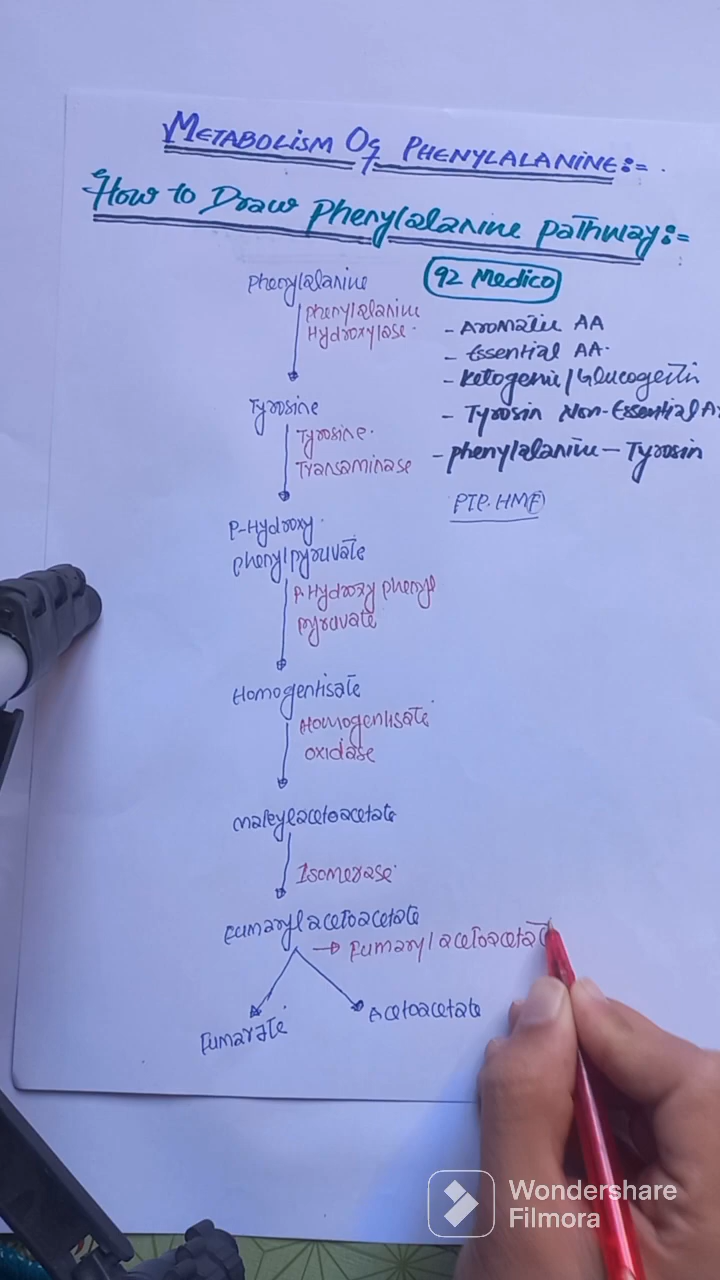 METABOLISM Of PHENYLALANINE:=.
How to Draw Phenylalanine Pathway:=
Phenylalanine
92 Medico
Phenylalanine
Hydroxylase.
- Aromatic AA
- Essential AA.
- Ketogenic/Glucogenic
- Tyrosin Non-Essential A
- Phenylalanine - Tyrosin
PTP.HMF
Tyrosine
Tyrosine.
Transaminase
P-Hydroxy.
phenylpyruvate
P.Hydroxy phenyl
pyruvate
Homogentisate
Homogentisate
oxidase
Maleylacetoacetate
Isomerase.
Fumarylacetoacetate
Fumarylacetoacetat
Fumarate
Acetoacetate
Wondershare
Filmora